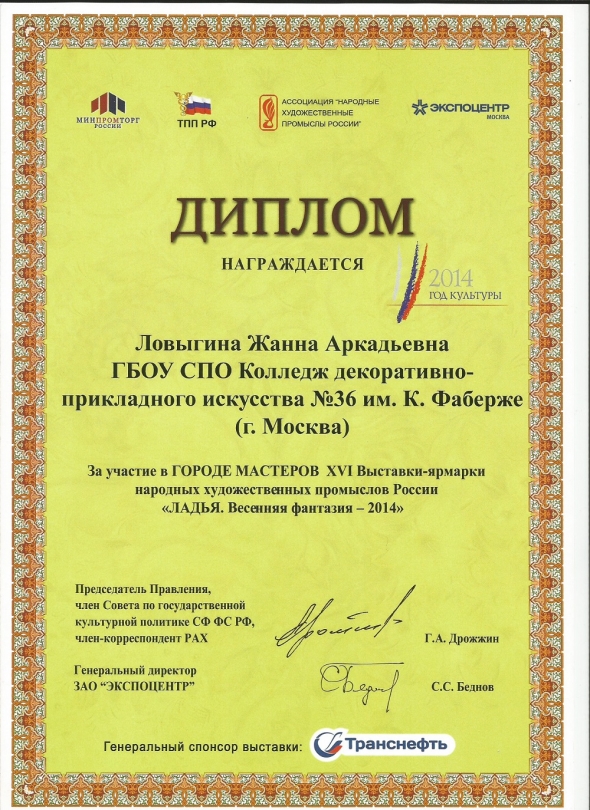 МИНПРОМТОРГ
РОССИИ
ТПП РФ
АССОЦИАЦИЯ "НАРОДНЫЕ
ХУДОЖЕСТВЕННЫЕ
ПРОМЫСЛЫ РОССИИ"
ЭКСПОЦЕНТР
МОСКВА
ДИПЛОМ
НАГРАЖДАЕТСЯ
2014
ГОД КУЛЬТУРЫ
Ловыгина Жанна Аркадьевна
ГБОУ СПО Колледж декоративно-
прикладного искусства №36 им. К. Фаберже
(г. Москва)
За участие в ГОРОДЕ МАСТЕРОВ XVI Выставки-ярмарки
народных художественных промыслов России
«ЛАДЬЯ. Весенняя фантазия – 2014»
Председатель Правления,
член Совета по государственной
культурной политике СФ ФС РФ,
член-корреспондент РАХ
Г.А. Дрожжин
Генеральный директор
ЗАО "ЭКСПОЦЕНТР"
С.С. Беднов
Генеральный спонсор выставки: Транснефть